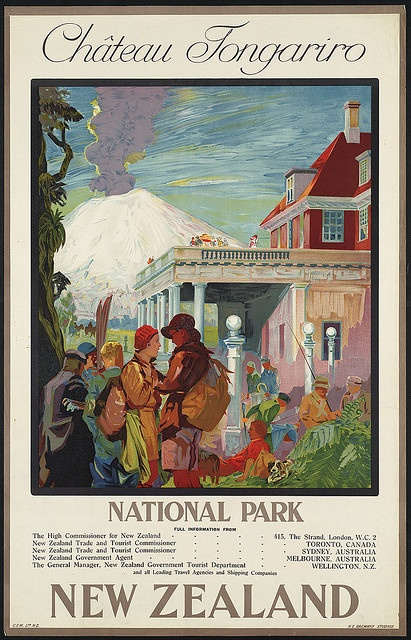 Château Tongariro
NATIONAL PARK
FULL INFORMATION FROM
The High Commissioner for New Zealand - - - - 415, The Strand, London, W.C. 2
New Zealand Trade and Tourist Commissioner - - - - TORONTO, CANADA
New Zealand Trade and Tourist Commissioner - - - - SYDNEY, AUSTRALIA
New Zealand Government Agent - - - - MELBOURNE, AUSTRALIA
The General Manager, New Zealand Government Tourist Department WELLINGTON, N.Z.
and all Leading Travel Agencies and Shipping Companies
NEW ZEALAND
C.S.W. LTD N.Z. N Z RAILWAYS STUDIOS